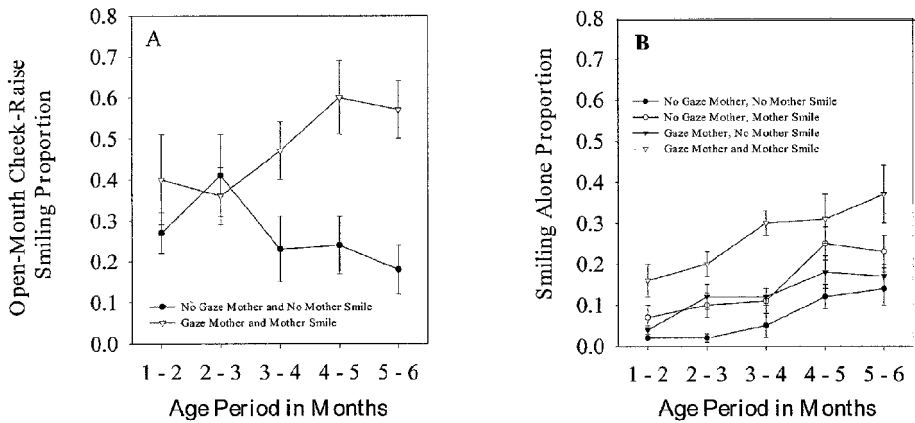 A
Open-Mouth Cheek-Raise
Smiling Proportion
0.8
0.7
0.6
0.5
0.4
0.3
0.2
0.1
0.0
No Gaze Mother and No Mother Smile
Gaze Mother and Mother Smile
1 - 2 2 - 3 3 - 4 4 - 5 5 - 6
Age Period in Months
B
Smiling Alone Proportion
0.8
0.7
0.6
0.5
0.4
0.3
0.2
0.1
0.0
No Gaze Mother, No Mother Smile
No Gaze Mother, Mother Smile
Gaze Mother, No Mother Smile
Gaze Mother and Mother Smile
1 - 2 2 - 3 3 - 4 4 - 5 5 - 6
Age Period in Months